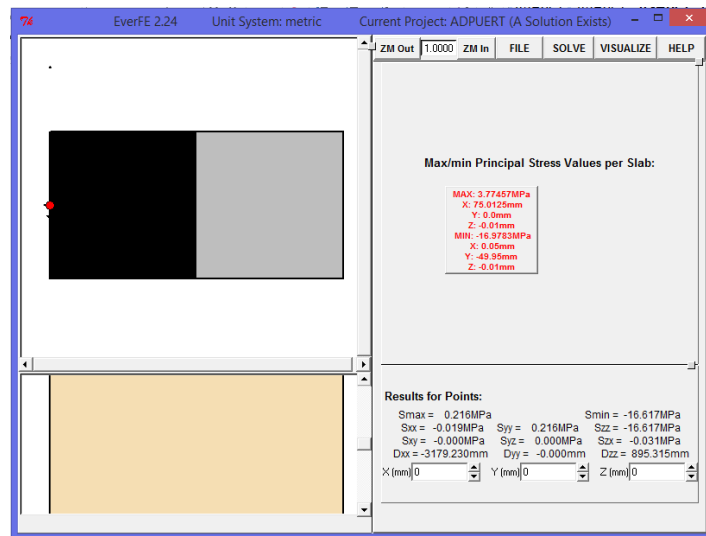 EverFE 2.24 Unit System: metric Current Project: ADPUERT (A Solution Exists)
ZM Out 1.0000 ZM In FILE SOLVE VISUALIZE HELP
Max/min Principal Stress Values per Slab:
MAX: 3.77457MPa
X: 75.0125mm
Y: 0.0mm
Z: -0.01mm
MIN: -16.9783MPa
X: 0.05mm
Y: -49.95mm
Z: -0.01mm
Results for Points:
Smax = 0.216MPa Smin = -16.617MPa
Sxx = -0.019MPa Syy = 0.216MPa Szz = -16.617MPa
Sxy = -0.000MPa Syz = 0.000MPa Szx = -0.031MPa
Dxx = -3179.230mm Dyy = -0.000mm Dzz = 895.315mm
X (mm) 0 Y (mm) 0 Z (mm) 0